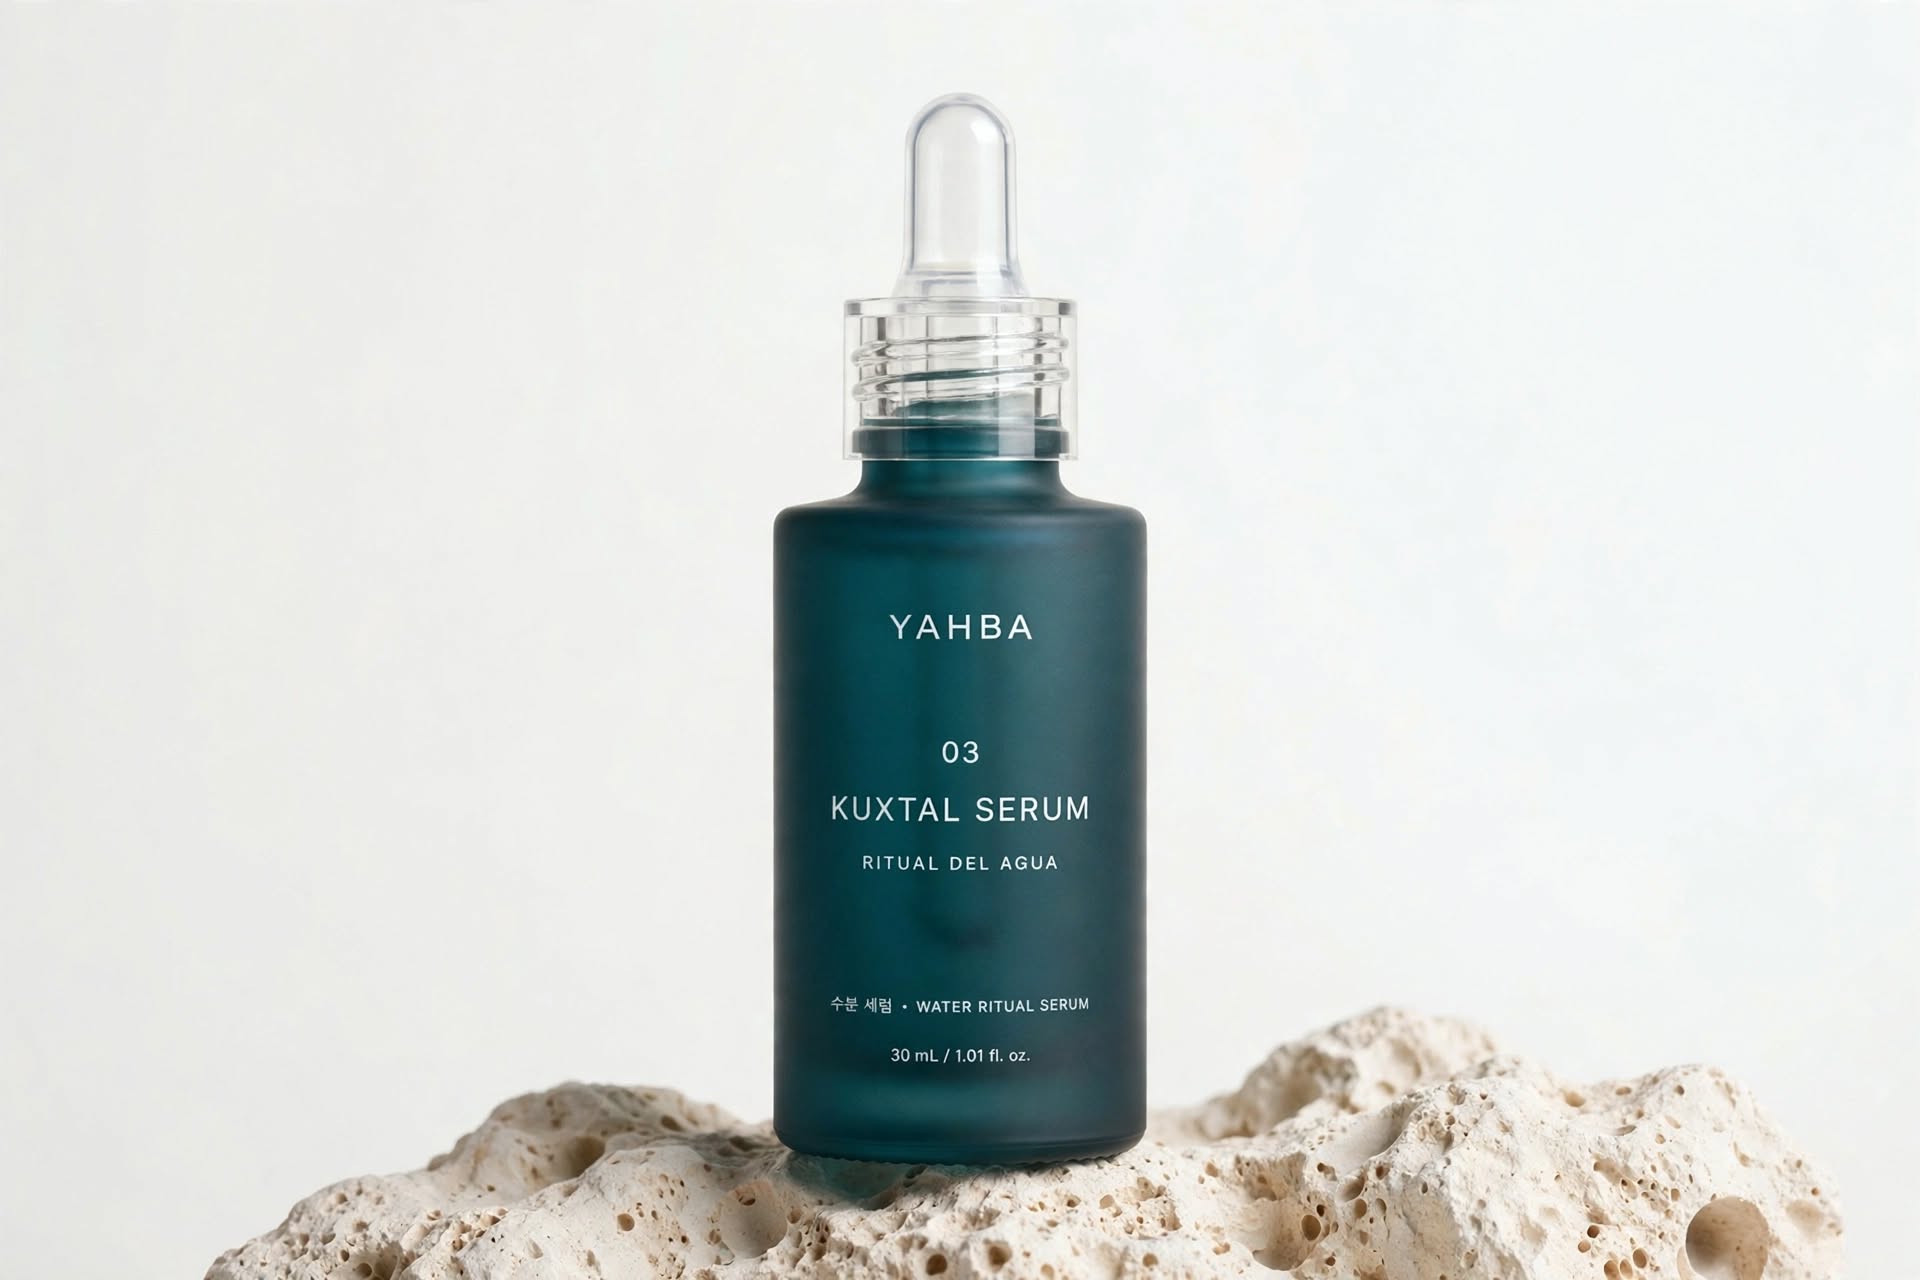 YAHBA
03
KUXTAL SERUM
RITUAL DEL AGUA
수분 세럼 • WATER RITUAL SERUM
30 mL / 1.01 fl. oz.